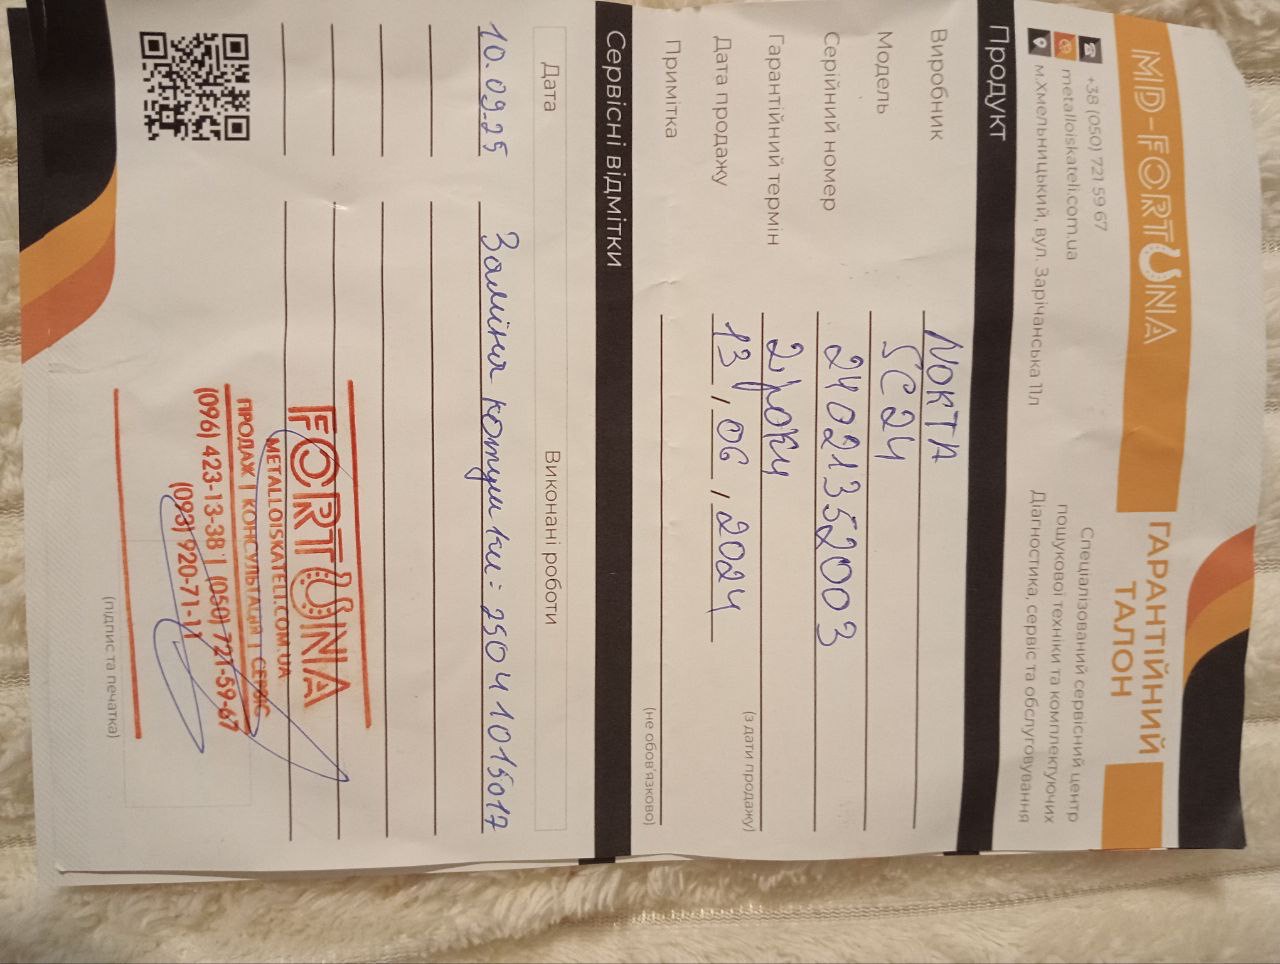 MD-FORTUNA
ГАРАНТІЙНИЙ
ТАЛОН
+38 (050) 721 59 67
metalloiskateli.com.ua
м.Хмельницький, вул. Зарічанська 11л
Спеціалізований сервісний центр
пошукової техніки та комплектуючих
Діагностика, сервіс та обслуговування
Продукт
Виробник NOKTA
Модель SC24
Серійний номер 24021352003
Гарантійний термін 2 роки (з дати продажу)
Дата продажу 13, 06, 2024
Примітка (не обов'язково)
Сервісні відмітки
Дата Виконані роботи
10.09.25 Заміна котушки: 25041015017
FORTUNA
METALLOISKATELI.COM.UA
ПРОДАЖ | КОНСУЛЬТАЦІЯ | СЕРВІС
(096) 423-13-38 | (050) 721-59-67
(093) 920-71-11
(підпис та печатка)